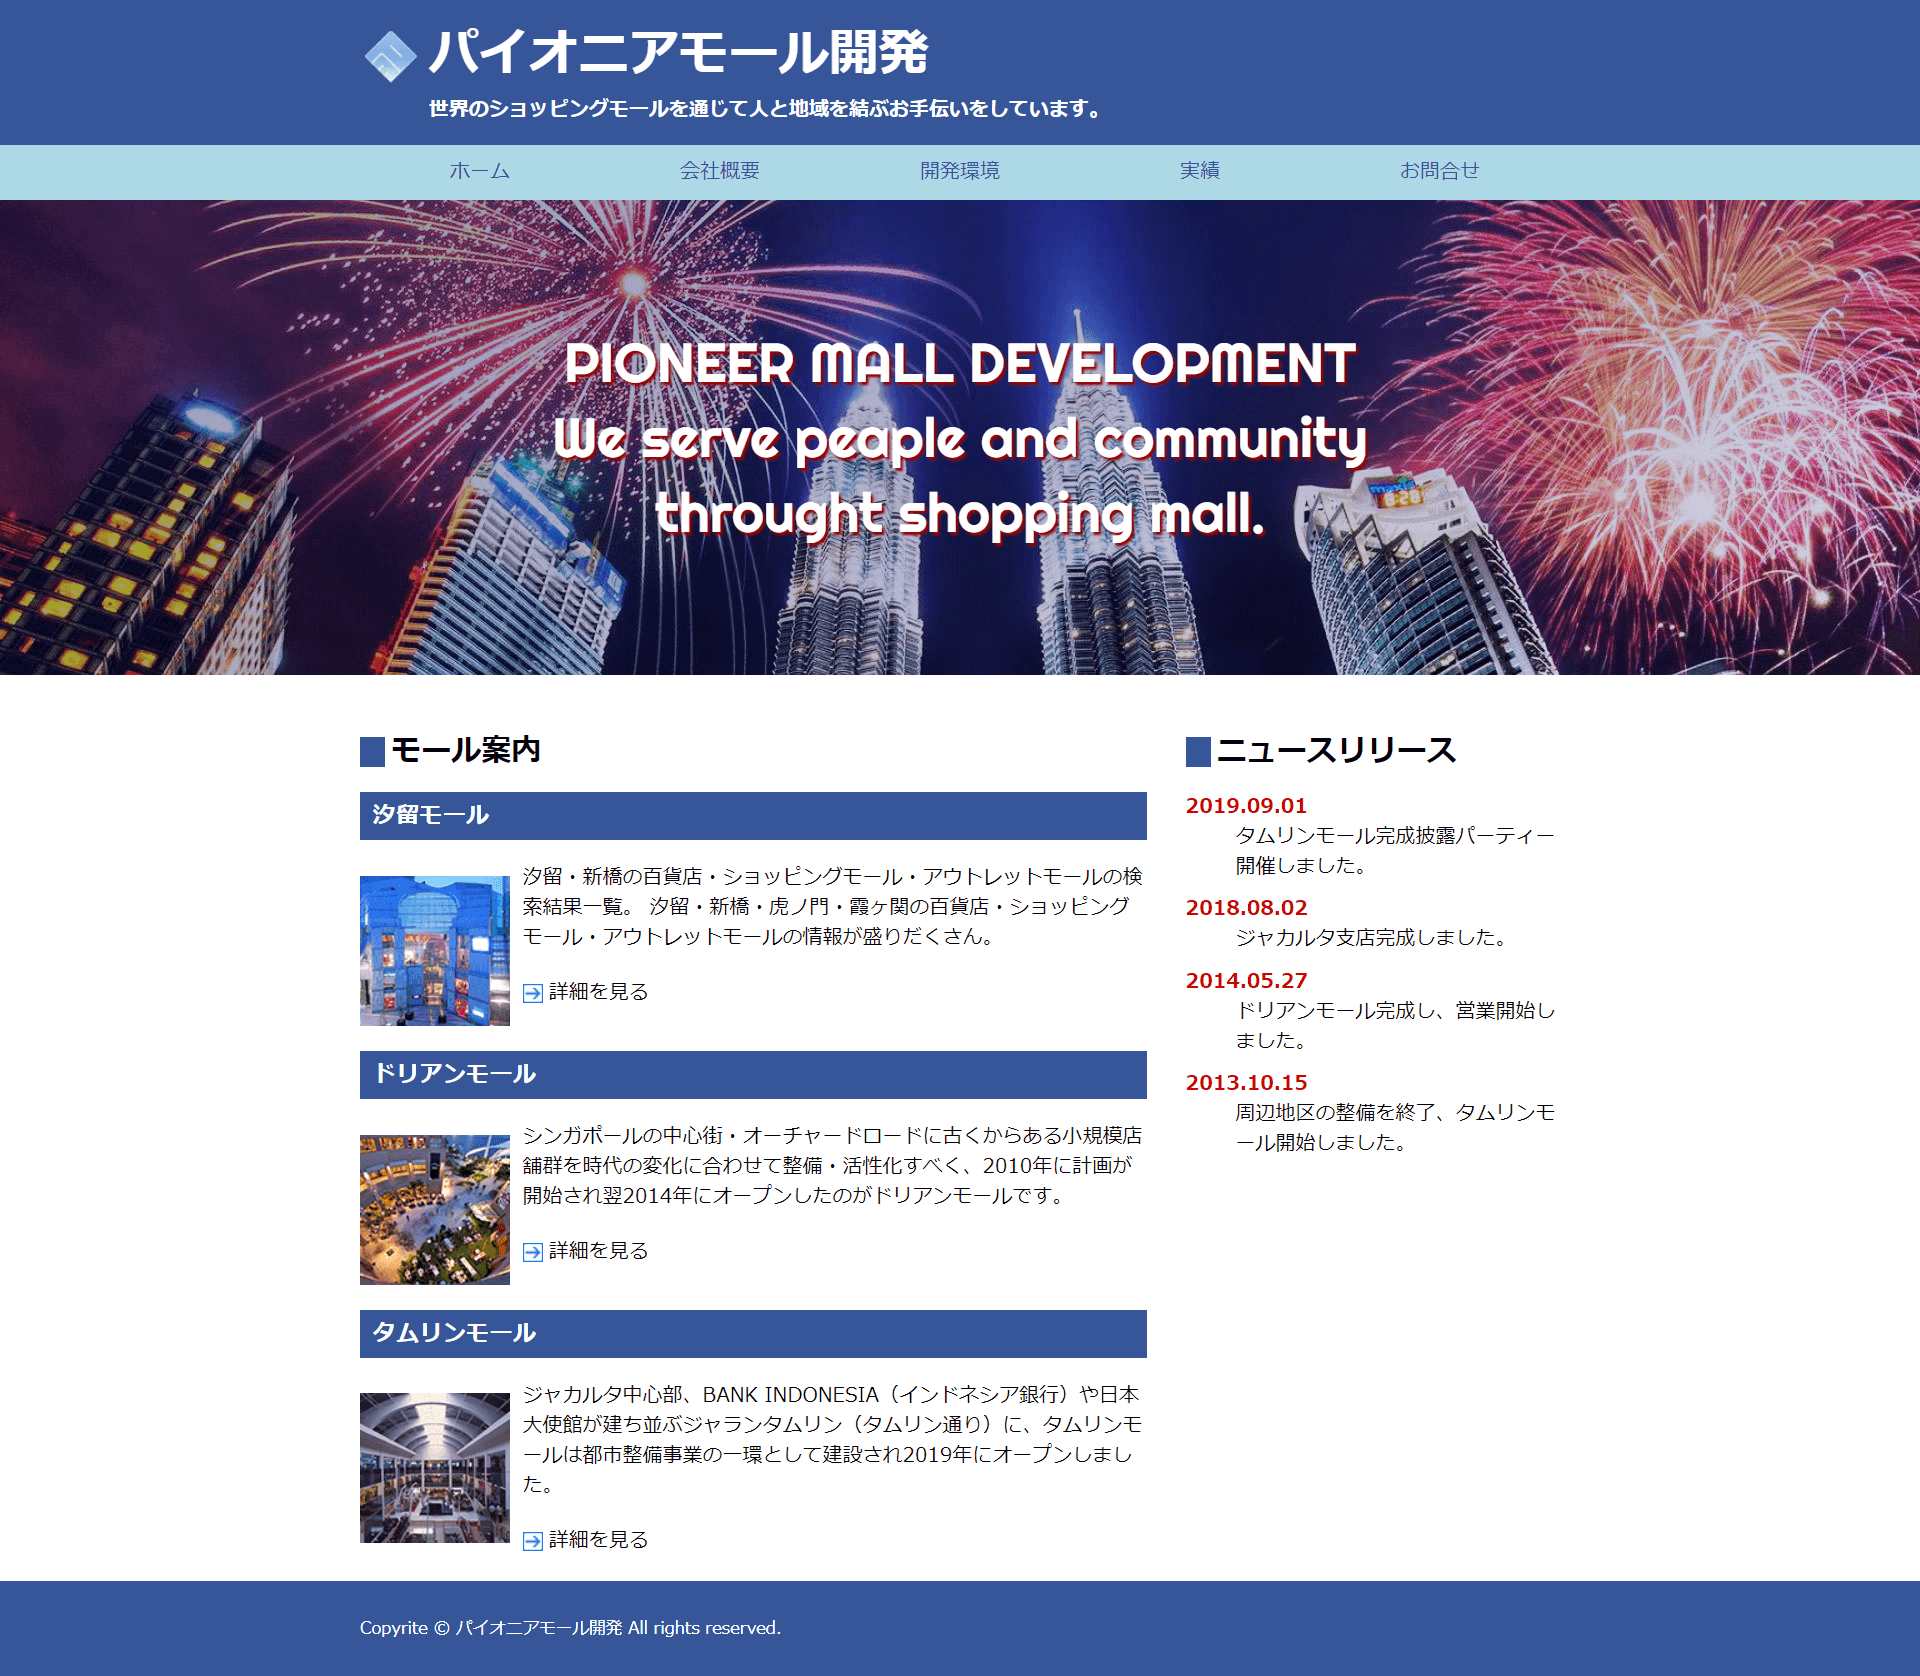 パイオニアモール開発
世界のショッピングモールを通じて人と地域を結ぶお手伝いをしています。
ホーム 会社概要 開発環境 実績 お問合せ
PIONEER MALL DEVELOPMENT
We serve peaple and community
throught shopping mall.
maxis
8:28
モール案内
汐留モール
汐留・新橋の百貨店・ショッピングモール・アウトレットモールの検
索結果一覧。 汐留・新橋・虎ノ門・霞ヶ関の百貨店・ショッピング
モール・アウトレットモールの情報が盛りだくさん。
詳細を見る
ドリアンモール
シンガポールの中心街・オーチャードロードに古くからある小規模店
舗群を時代の変化に合わせて整備・活性化すべく、2010年に計画が
開始され翌2014年にオープンしたのがドリアンモールです。
詳細を見る
タムリンモール
ジャカルタ中心部、BANK INDONESIA（インドネシア銀行）や日本
大使館が建ち並ぶジャランタムリン（タムリン通り）に、タムリンモ
ールは都市整備事業の一環として建設され2019年にオープンしまし
た。
詳細を見る
ニュースリリース
2019.09.01
タムリンモール完成披露パーティー
開催しました。
2018.08.02
ジャカルタ支店完成しました。
2014.05.27
ドリアンモール完成し、営業開始し
ました。
2013.10.15
周辺地区の整備を終了、タムリンモ
ール開始しました。
Copyrite © パイオニアモール開発 All rights reserved.